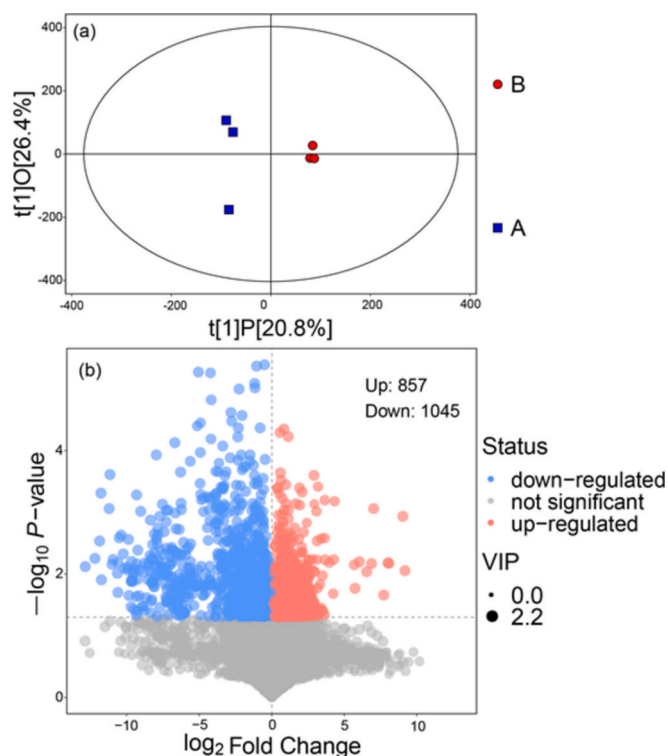 (a)
400
200
0
-200
-400
-400
-200
0
200
400
t[1]O[26.4%]
t[1]P[20.8%]
B
A
(b)
Up: 857
Down: 1045
4
2
0
−10
−5
0
5
10
—log10 P−value
log2 Fold Change
Status
down-regulated
not significant
up-regulated
VIP
0.0
2.2